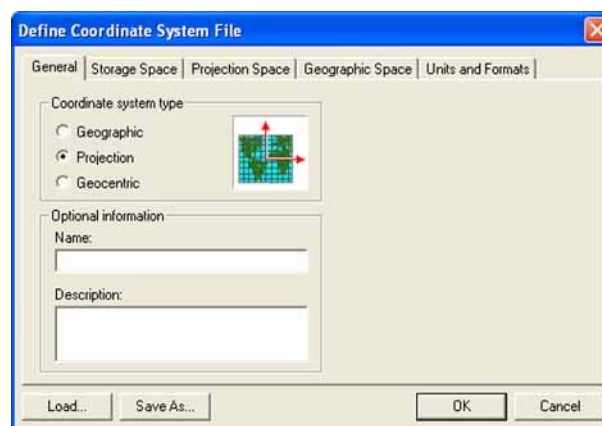 Define Coordinate System File
General Storage Space Projection Space Geographic Space Units and Formats
Coordinate system type
Geographic
Projection
Geocentric
Optional information
Name:
Description:
Load... Save As... OK Cancel